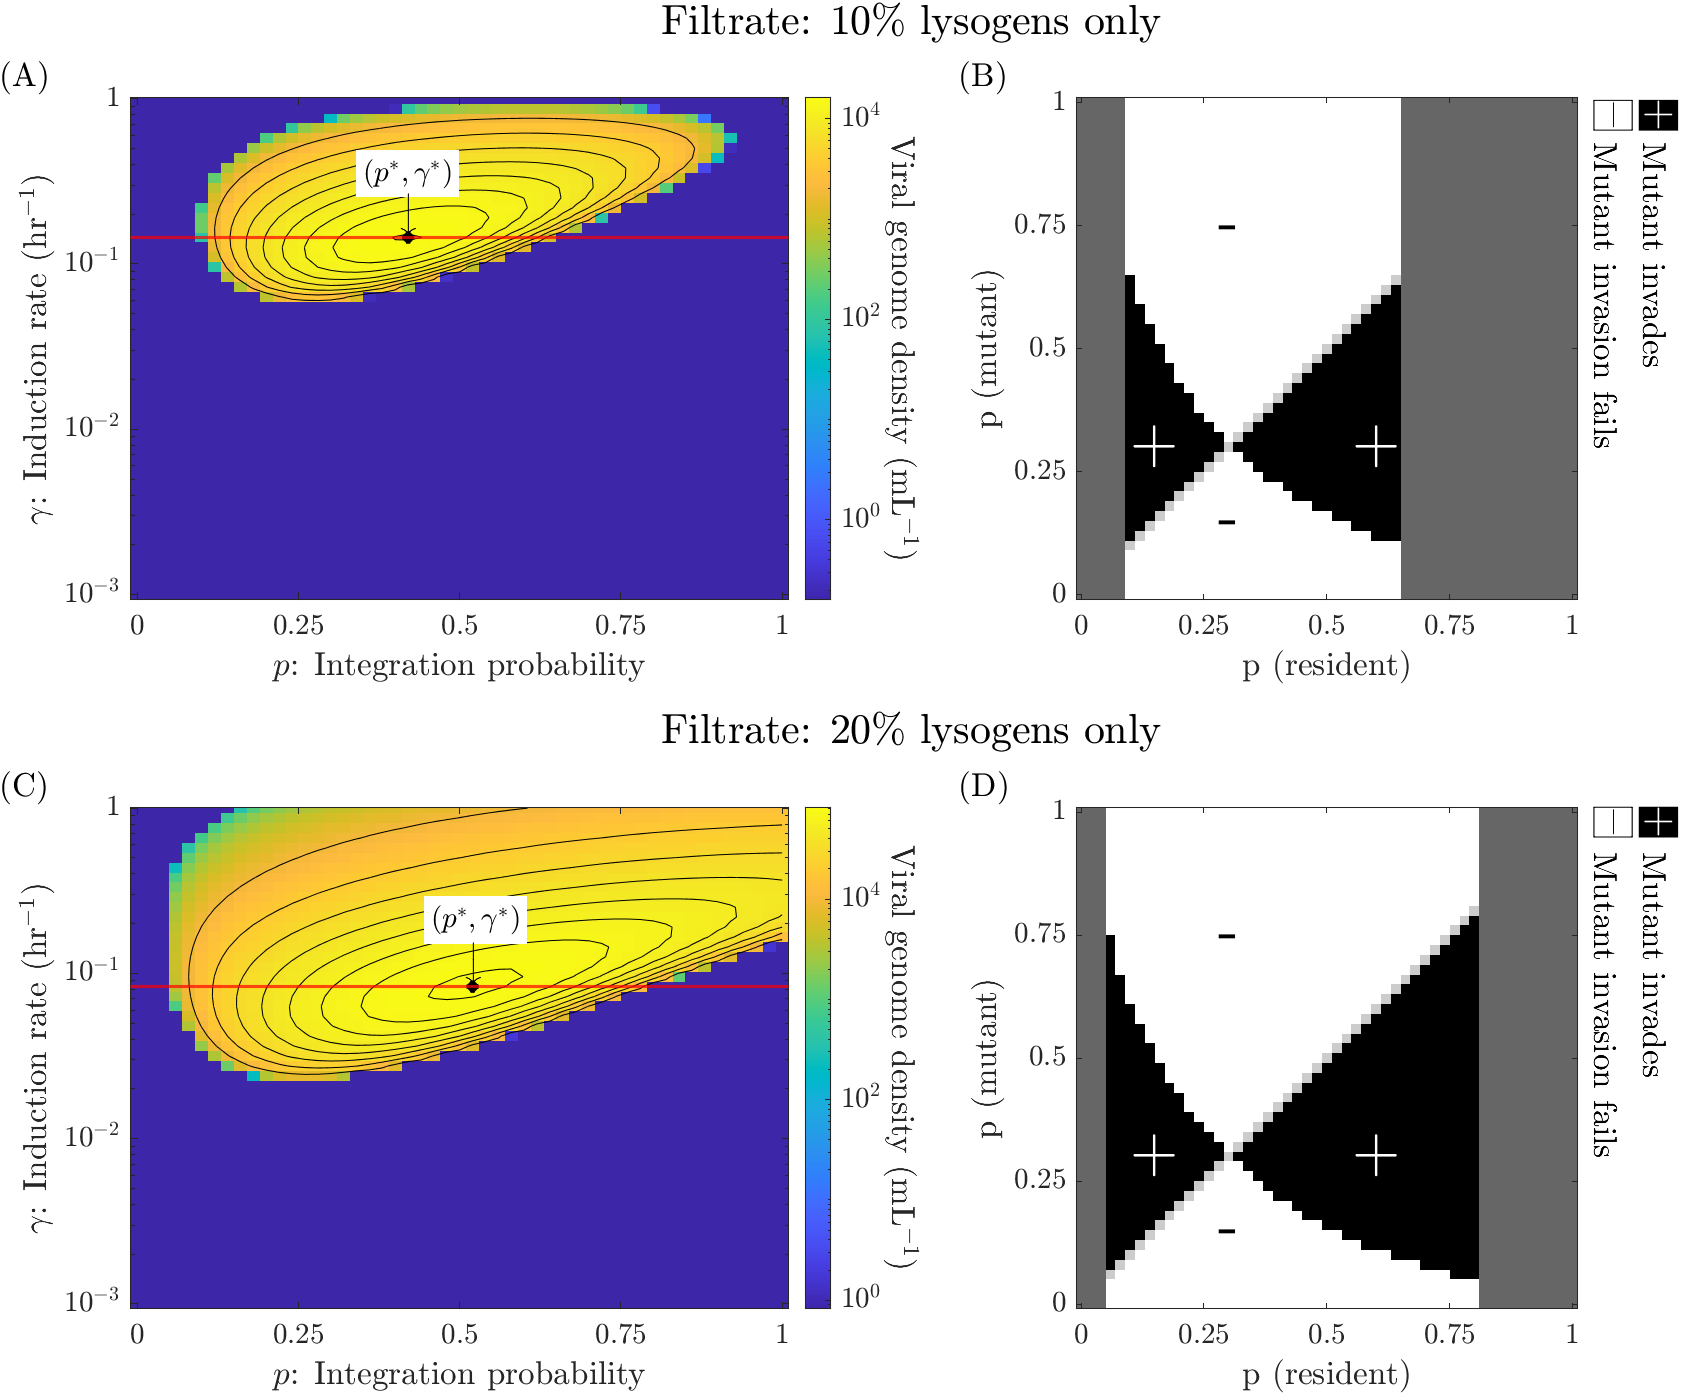 Filtrate: 10% lysogens only
(A)
1
10⁻¹
10⁻²
10⁻³
γ: Induction rate (hr⁻¹)
(p*, γ*)
0 0.25 0.5 0.75 1
p: Integration probability
10⁴
10²
10⁰
Viral genome density (mL⁻¹)
(B)
1
0.75
0.5
0.25
0
p (mutant)
−
+ +
−
0 0.25 0.5 0.75 1
p (resident)
+ Mutant invades
− Mutant invasion fails
Filtrate: 20% lysogens only
(C)
1
10⁻¹
10⁻²
10⁻³
γ: Induction rate (hr⁻¹)
(p*, γ*)
0 0.25 0.5 0.75 1
p: Integration probability
10⁴
10²
10⁰
Viral genome density (mL⁻¹)
(D)
1
0.75
0.5
0.25
0
p (mutant)
−
+ +
−
0 0.25 0.5 0.75 1
p (resident)
+ Mutant invades
− Mutant invasion fails